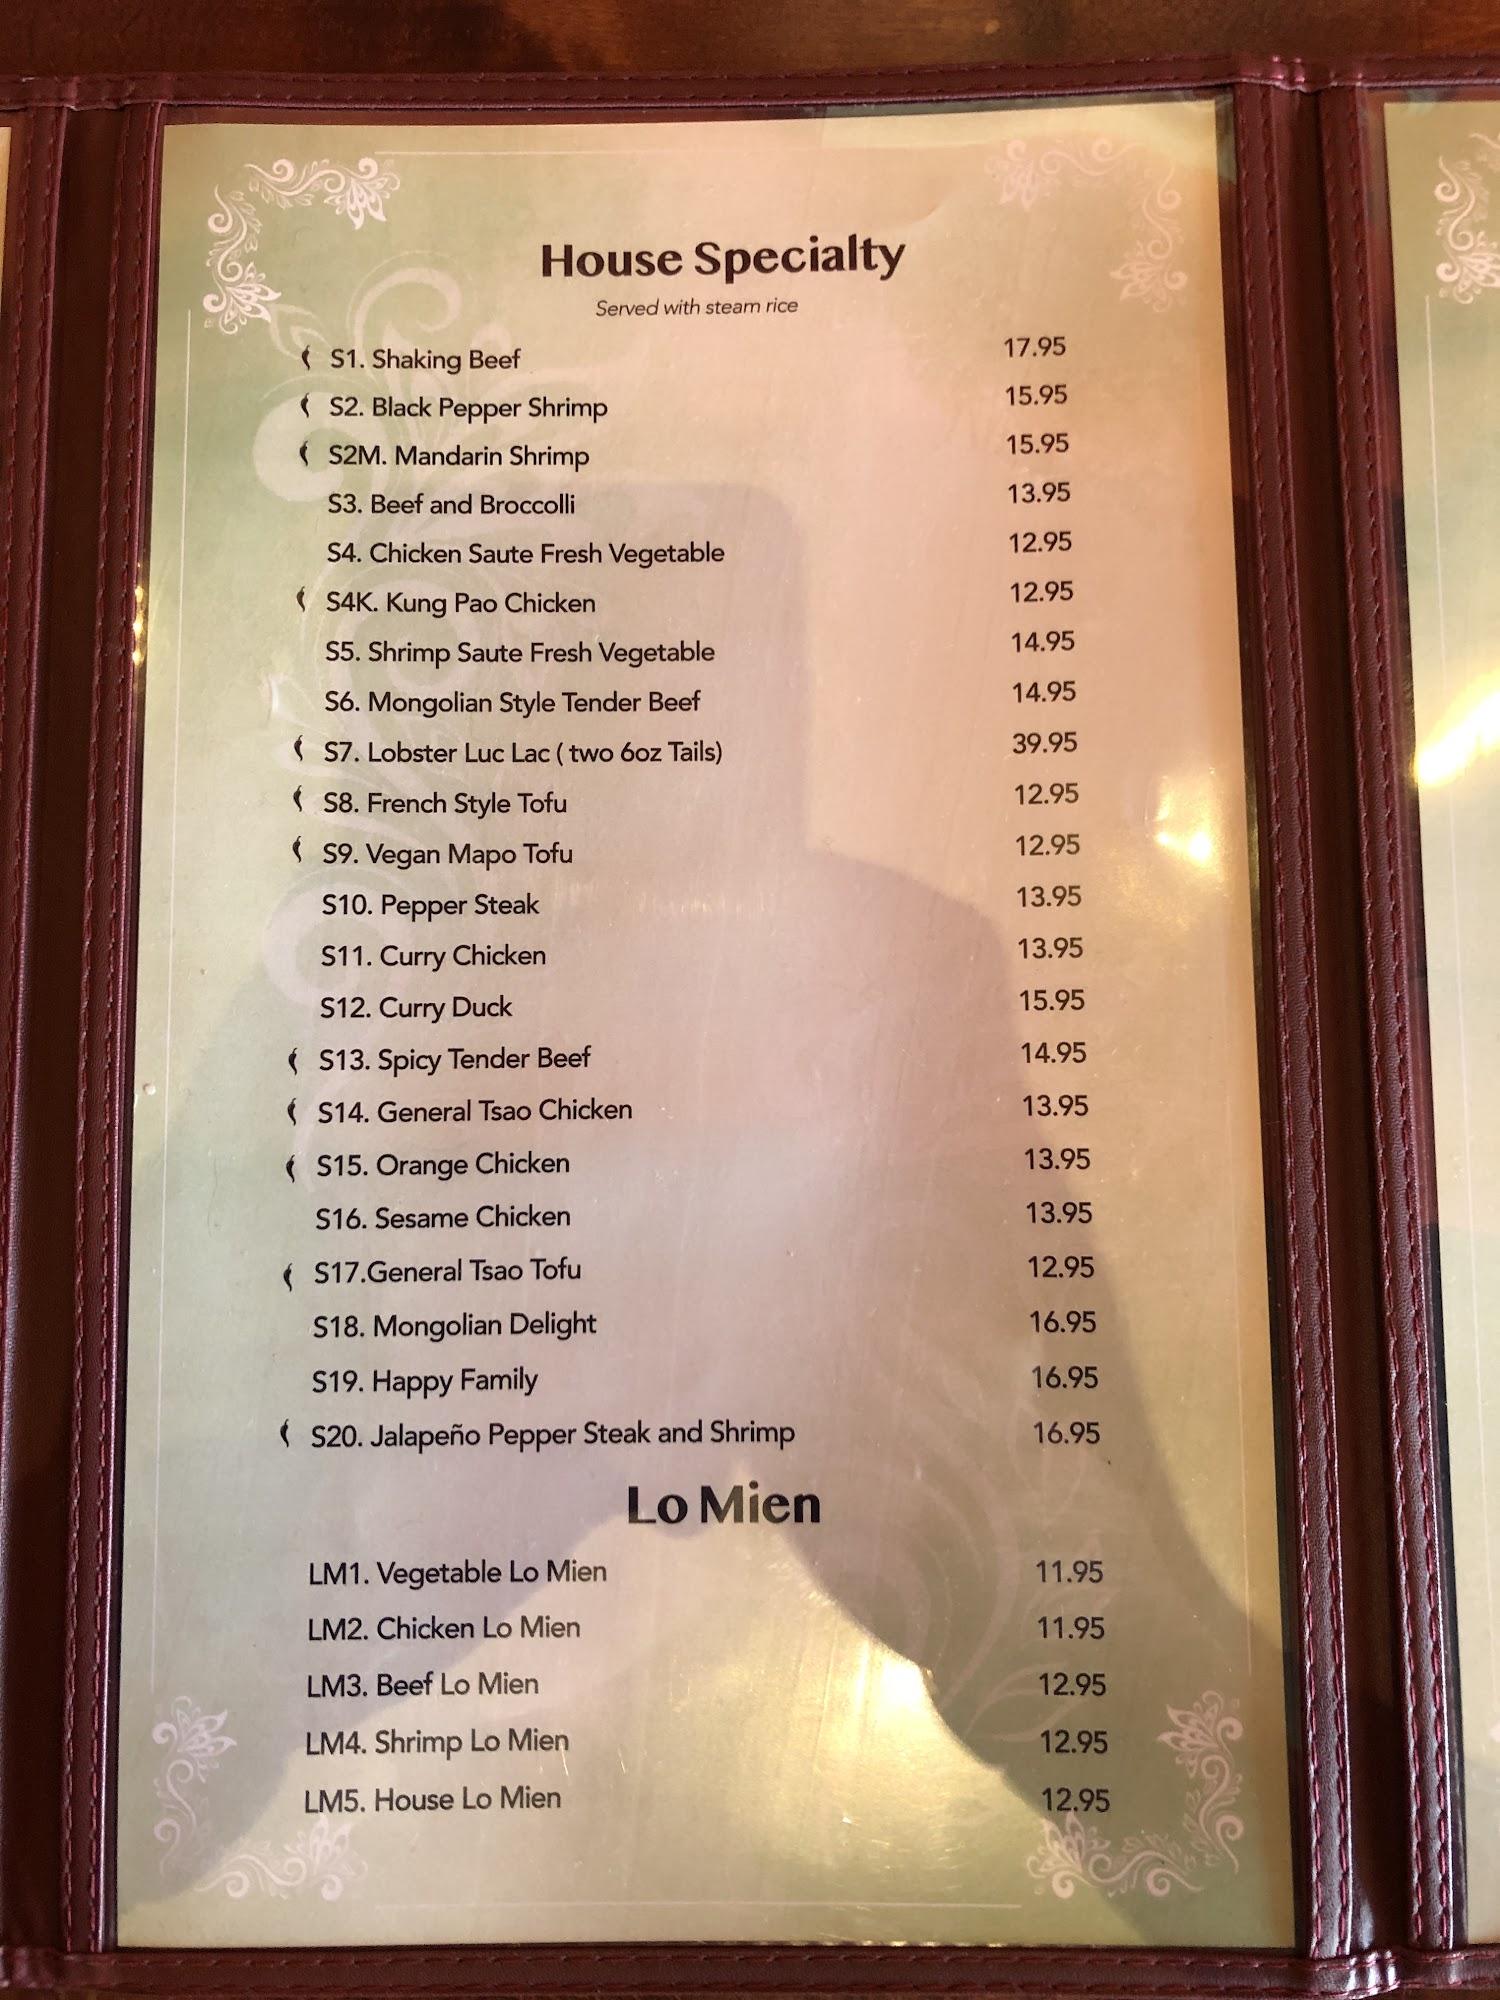 House Specialty
Served with steam rice
S1. Shaking Beef 17.95
S2. Black Pepper Shrimp 15.95
S2M. Mandarin Shrimp 15.95
S3. Beef and Broccolli 13.95
S4. Chicken Saute Fresh Vegetable 12.95
S4K. Kung Pao Chicken 12.95
S5. Shrimp Saute Fresh Vegetable 14.95
S6. Mongolian Style Tender Beef 14.95
S7. Lobster Luc Lac ( two 6oz Tails) 39.95
S8. French Style Tofu 12.95
S9. Vegan Mapo Tofu 12.95
S10. Pepper Steak 13.95
S11. Curry Chicken 13.95
S12. Curry Duck 15.95
S13. Spicy Tender Beef 14.95
S14. General Tsao Chicken 13.95
S15. Orange Chicken 13.95
S16. Sesame Chicken 13.95
S17.General Tsao Tofu 12.95
S18. Mongolian Delight 16.95
S19. Happy Family 16.95
S20. Jalapeño Pepper Steak and Shrimp 16.95
Lo Mien
LM1. Vegetable Lo Mien 11.95
LM2. Chicken Lo Mien 11.95
LM3. Beef Lo Mien 12.95
LM4. Shrimp Lo Mien 12.95
LM5. House Lo Mien 12.95